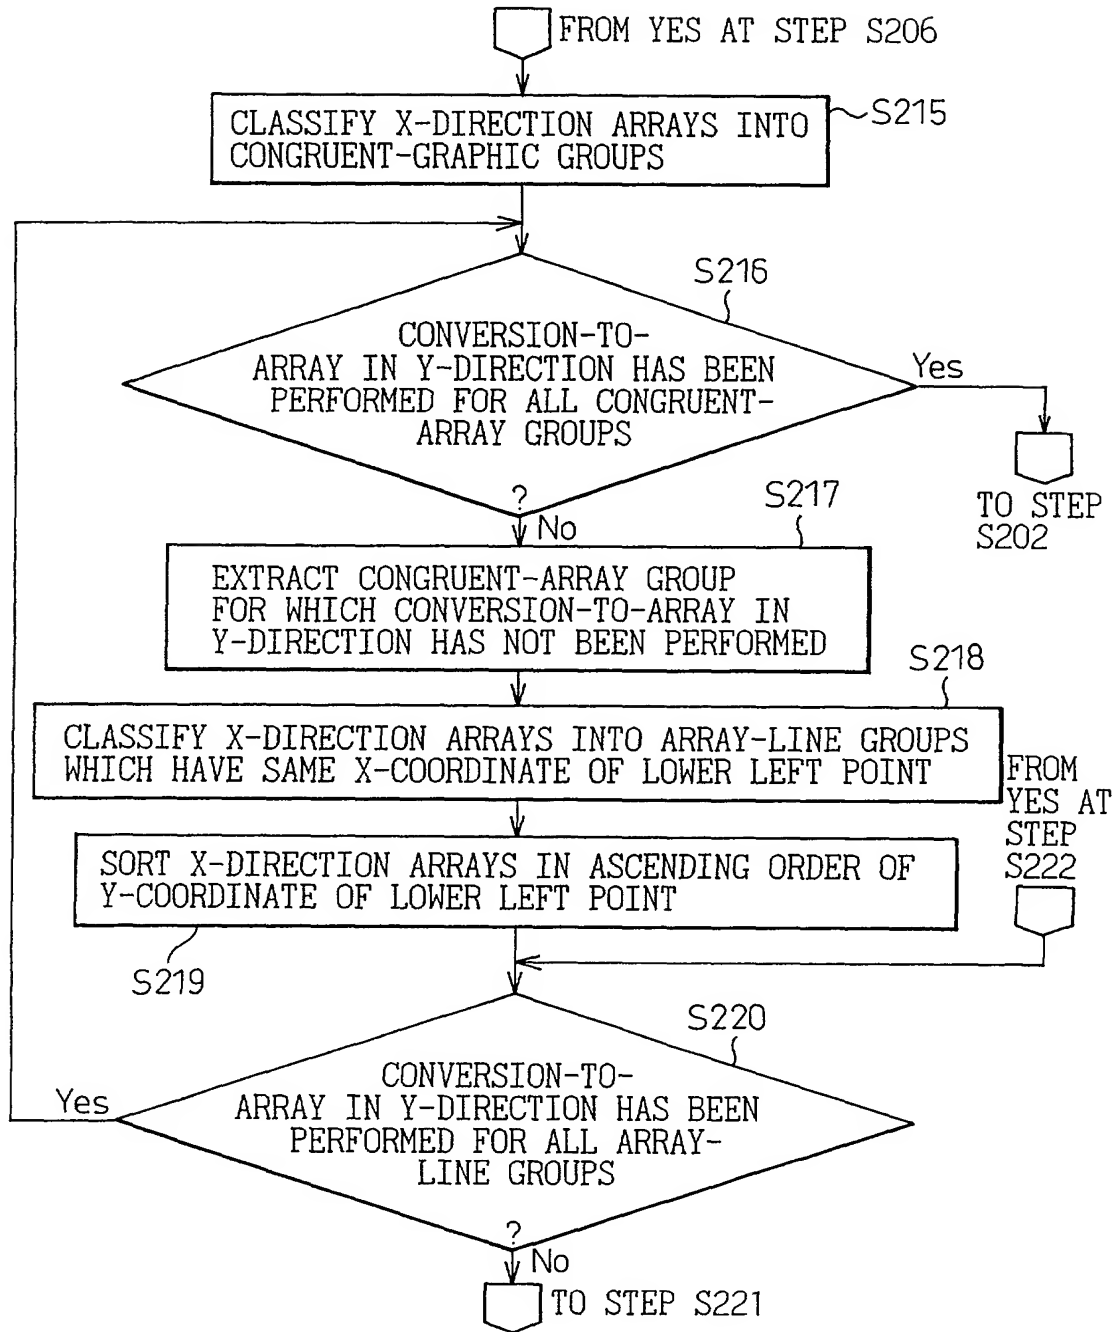 FROM YES AT STEP S206
S215
CLASSIFY X-DIRECTION ARRAYS INTO
CONGRUENT-GRAPHIC GROUPS
S216
CONVERSION-TO-
ARRAY IN Y-DIRECTION HAS BEEN
PERFORMED FOR ALL CONGRUENT-
ARRAY GROUPS
?
Yes
TO STEP
S202
No
S217
EXTRACT CONGRUENT-ARRAY GROUP
FOR WHICH CONVERSION-TO-ARRAY IN
Y-DIRECTION HAS NOT BEEN PERFORMED
S218
CLASSIFY X-DIRECTION ARRAYS INTO ARRAY-LINE GROUPS
WHICH HAVE SAME X-COORDINATE OF LOWER LEFT POINT
FROM
YES AT
STEP
S222
SORT X-DIRECTION ARRAYS IN ASCENDING ORDER OF
Y-COORDINATE OF LOWER LEFT POINT
S219
S220
CONVERSION-TO-
ARRAY IN Y-DIRECTION HAS BEEN
PERFORMED FOR ALL ARRAY-
LINE GROUPS
?
Yes
No
TO STEP S221